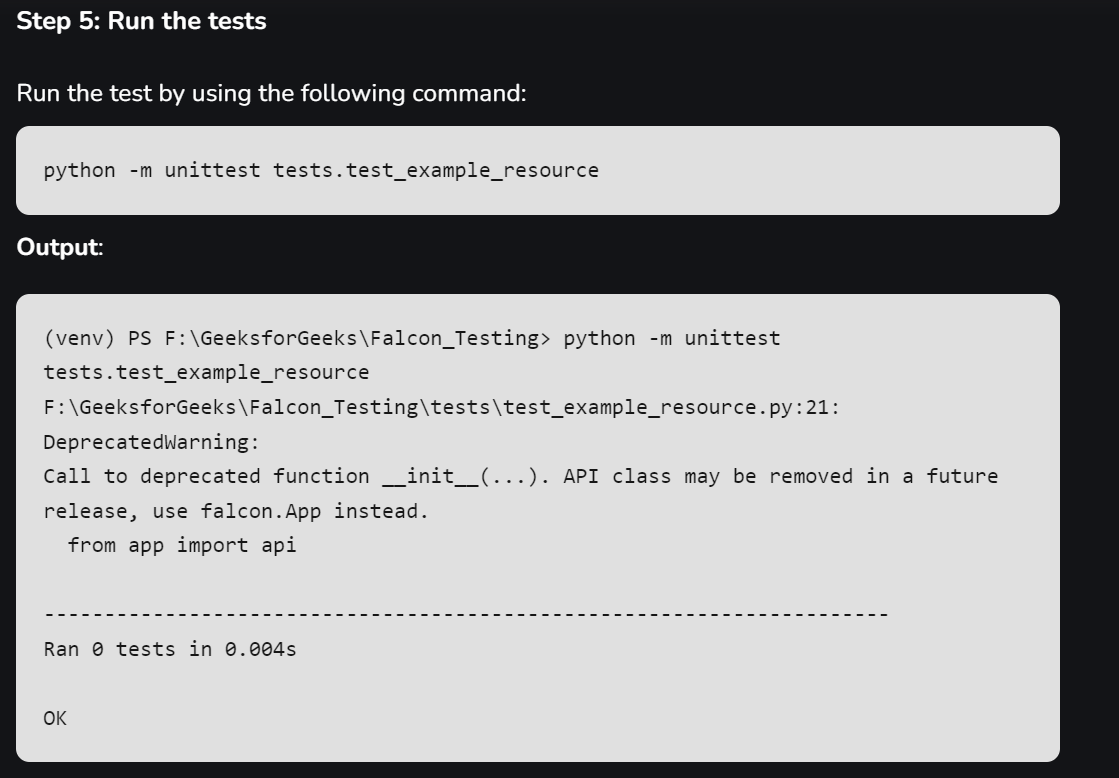 Step 5: Run the tests
Run the test by using the following command:
python -m unittest tests.test_example_resource
Output:
(venv) PS F:\GeeksforGeeks\Falcon_Testing> python -m unittest
tests.test_example_resource
F:\GeeksforGeeks\Falcon_Testing\tests\test_example_resource.py:21:
DeprecatedWarning:
Call to deprecated function __init__(...). API class may be removed in a future
release, use falcon.App instead.
  from app import api
----------------------------------------------------------------------
Ran 0 tests in 0.004s
OK